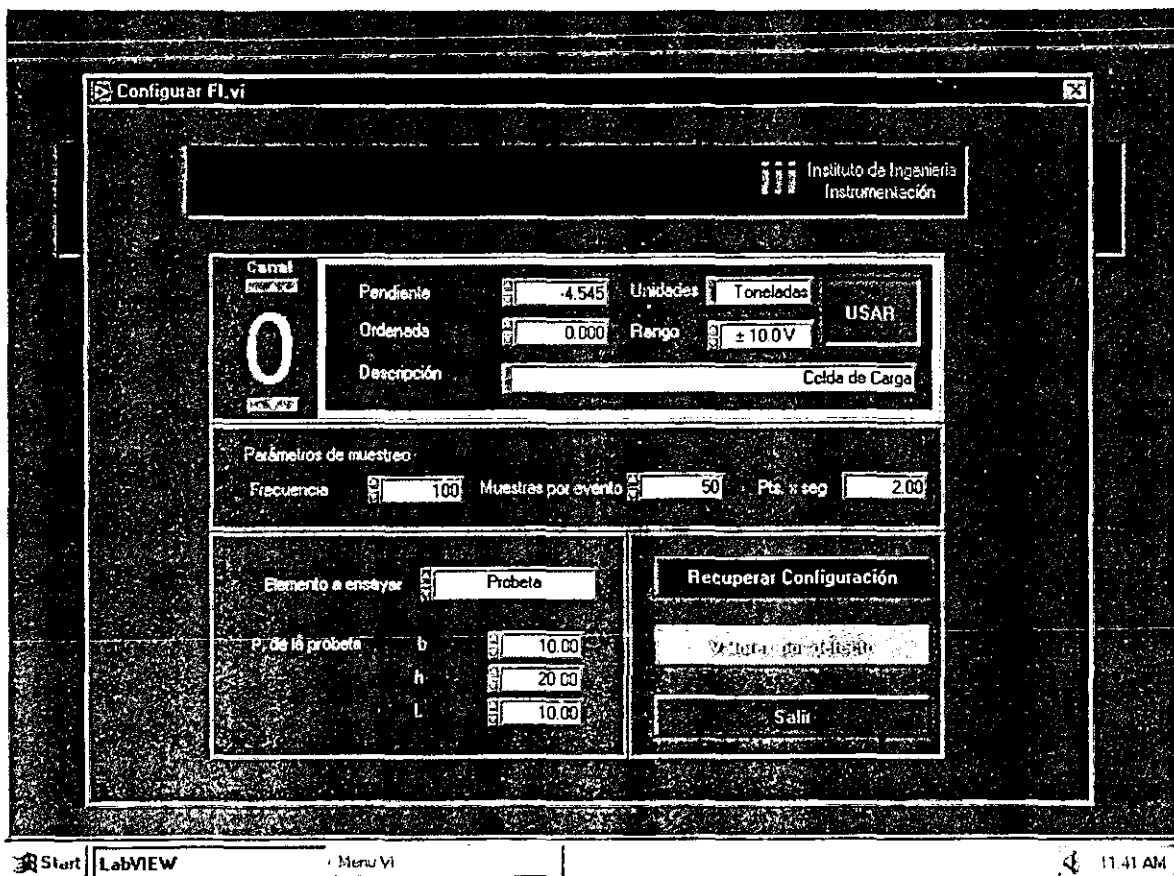 Configurar FI.vi
Instituto de Ingeniería
Instrumentación
Canal
0
Pendiente -4.545 Unidades Toneladas
USAR
Ordenada 0.000 Rango ± 10.0V
Descripción Celda de Carga
Parámetros de muestreo
Frecuencia 100 Muestras por evento 50 Pts. x seg 2.00
Elemento a ensayar Probeta
P. de la probeta b 10.00
h 20.00
L 10.00
Recuperar Configuración
Salir
Start LabVIEW Menu Vi 11:41 AM